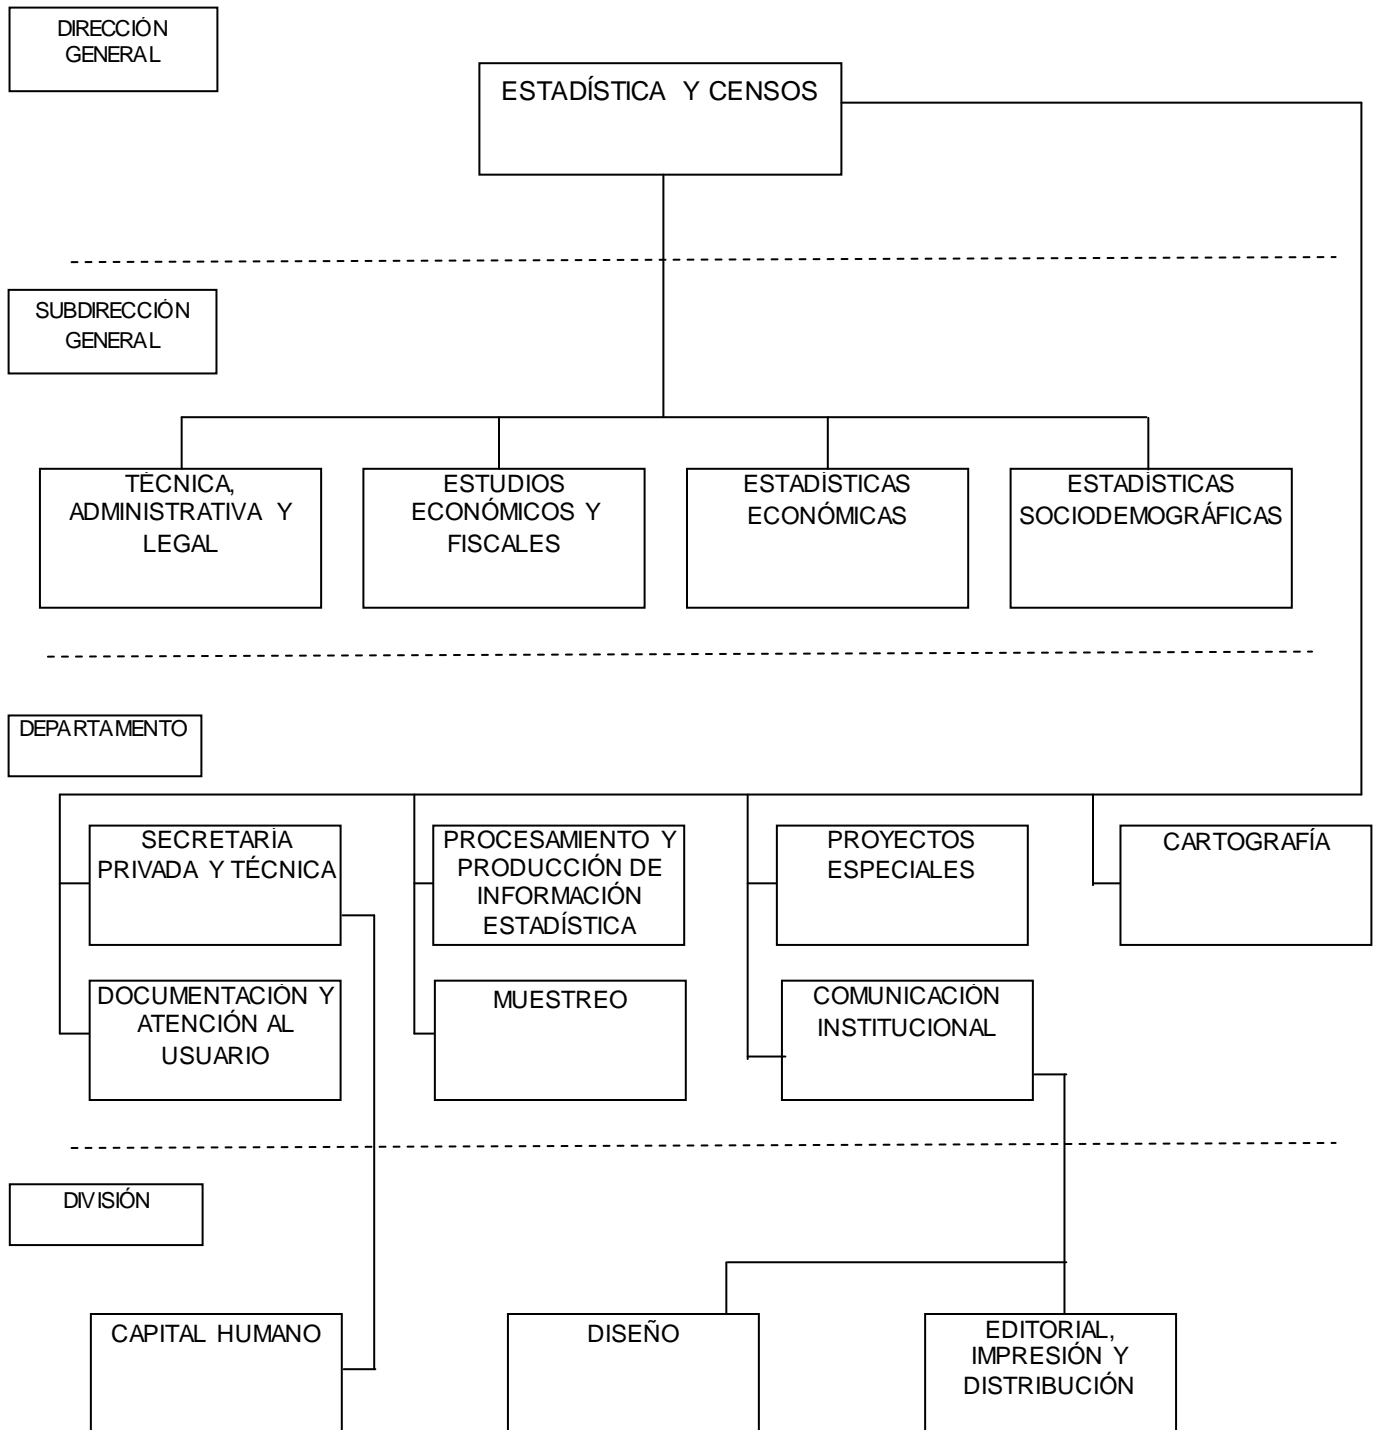 DIRECCIÓN
GENERAL
ESTADÍSTICA Y CENSOS
SUBDIRECCIÓN
GENERAL
TÉCNICA,
ADMINISTRATIVA Y
LEGAL
ESTUDIOS
ECONÓMICOS Y
FISCALES
ESTADÍSTICAS
ECONÓMICAS
ESTADÍSTICAS
SOCIODEMOGRÁFICAS
DEPARTAMENTO
SECRETARÍA
PRIVADA Y TÉCNICA
PROCESAMIENTO Y
PRODUCCIÓN DE
INFORMACIÓN
ESTADÍSTICA
PROYECTOS
ESPECIALES
CARTOGRAFÍA
DOCUMENTACIÓN Y
ATENCIÓN AL
USUARIO
MUESTREO
COMUNICACIÓN
INSTITUCIONAL
DIVISIÓN
CAPITAL HUMANO
DISEÑO
EDITORIAL,
IMPRESIÓN Y
DISTRIBUCIÓN